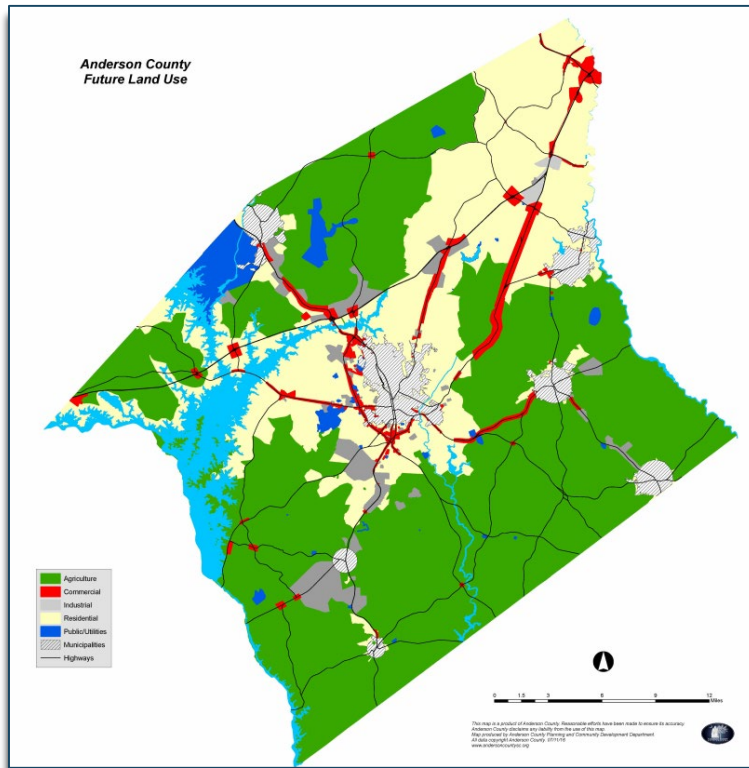 Anderson County
Future Land Use
Agriculture
Commercial
Industrial
Residential
Public/Utilities
Municipalities
Highways
0 1.5 3 6 9 12
Miles
This map is a product of Anderson County. Reasonable efforts have been made to ensure its accuracy.
Anderson County disclaims any liability from the use of this map.
Map produced by Anderson County Planning and Community Development Department
All data copyright Anderson County
www.andersoncountysc.org